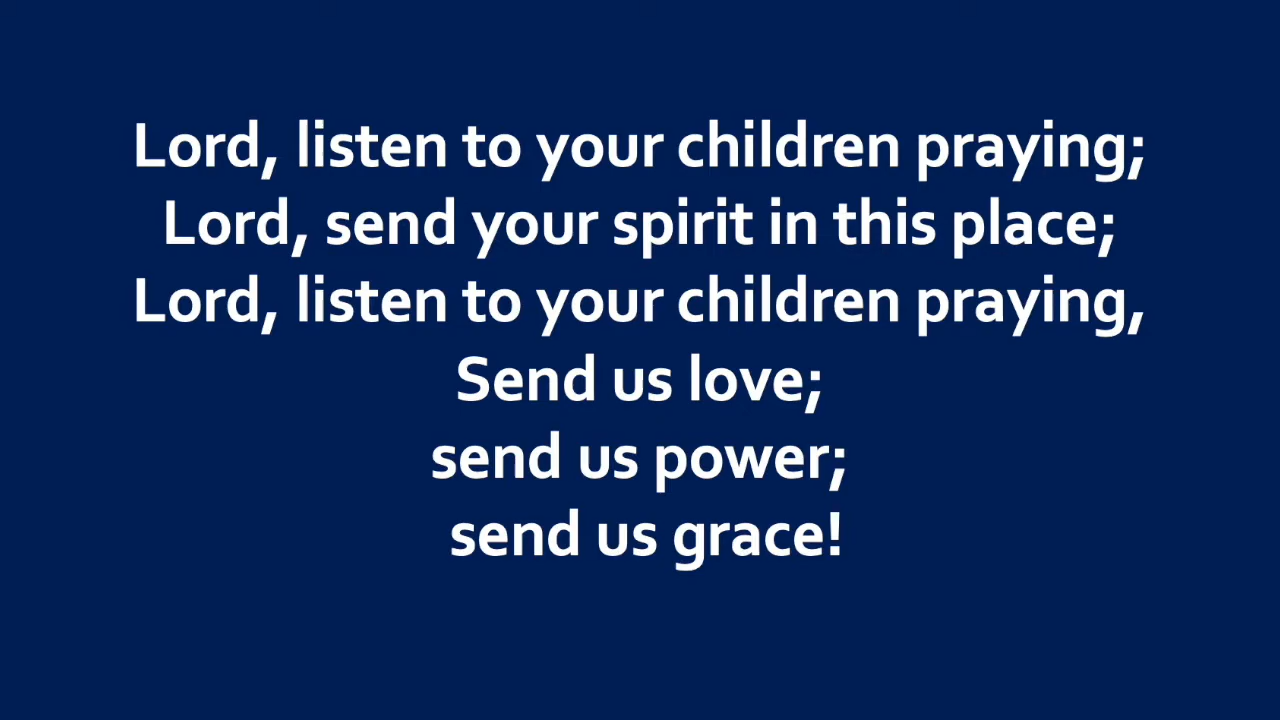 Lord, listen to your children praying;
Lord, send your spirit in this place;
Lord, listen to your children praying,
Send us love;
send us power;
send us grace!